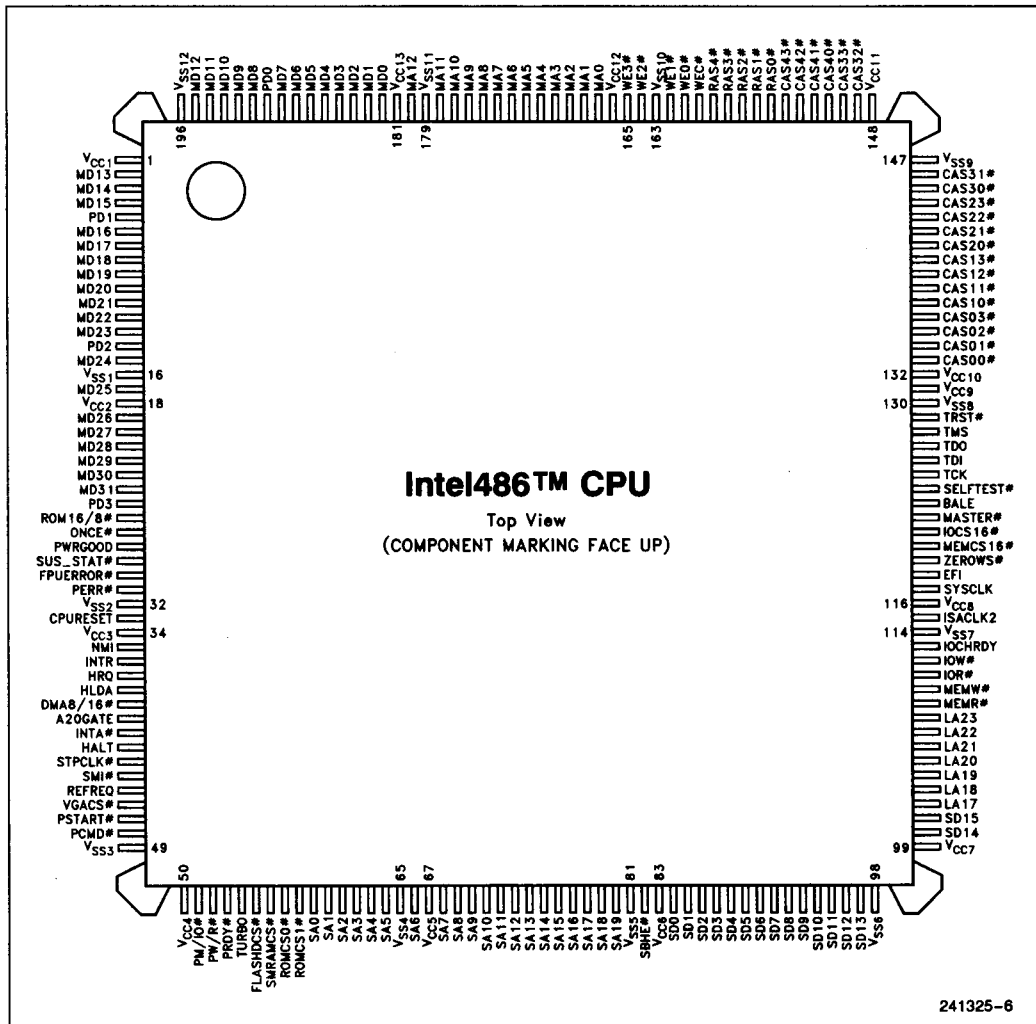 VSS12
MD12
MD11
MD10
MD9
MD8
PD0
MD7
MD6
MD5
MD4
MD3
MD2
MD1
MD0
VCC13
MA12
VSS11
MA11
MA10
MA9
MA8
MA7
MA6
MA5
MA4
MA3
MA2
MA1
MA0
VCC12
WE3#
WE2#
VSS10
WE1#
WE0#
WEC#
RAS4#
RAS3#
RAS2#
RAS1#
RAS0#
CAS43#
CAS42#
CAS41#
CAS40#
CAS33#
CAS32#
VCC11
196
181
179
165
163
148
VCC1
1
MD13
MD14
MD15
PD1
MD16
MD17
MD18
MD19
MD20
MD21
MD22
MD23
PD2
MD24
VSS1
16
MD25
VCC2
18
MD26
MD27
MD28
MD29
MD30
MD31
PD3
ROM16/8#
ONCE#
PWRGOOD
SUS_STAT#
FPUERROR#
PERR#
VSS2
32
CPURESET
VCC3
34
NMI
INTR
HRQ
HLDA
DMA8/16#
A20GATE
INTA#
HALT
STPCLK#
SMI#
REFREQ
VGACS#
PSTART#
PCMD#
VSS3
49
Intel486™ CPU
Top View
(COMPONENT MARKING FACE UP)
147
VSS9
CAS31#
CAS30#
CAS23#
CAS22#
CAS21#
CAS20#
CAS13#
CAS12#
CAS11#
CAS10#
CAS03#
CAS02#
CAS01#
CAS00#
132
VCC10
VCC9
130
VSS8
TRST#
TMS
TDO
TDI
TCK
SELFTEST#
BALE
MASTER#
IOCS16#
MEMCS16#
ZEROWS#
EFI
SYSCLK
116
VCC8
ISACLK2
114
VSS7
IOCHRDY
IOW#
IOR#
MEMW#
MEMR#
LA23
LA22
LA21
LA20
LA19
LA18
LA17
SD15
SD14
99
VCC7
50
65
67
81
83
98
VCC4
PM/IO#
PW/R#
PRDY#
TURBO
FLASHDCS#
SMRAMCS#
ROMCS0#
ROMCS1#
SA0
SA1
SA2
SA3
SA4
SA5
VSS4
SA6
VCC5
SA7
SA8
SA9
SA10
SA11
SA12
SA13
SA14
SA15
SA16
SA17
SA18
SA19
VSS5
SBHE#
VCC6
SD0
SD1
SD2
SD3
SD4
SD5
SD6
SD7
SD8
SD9
SD10
SD11
SD12
SD13
VSS6
241325-6